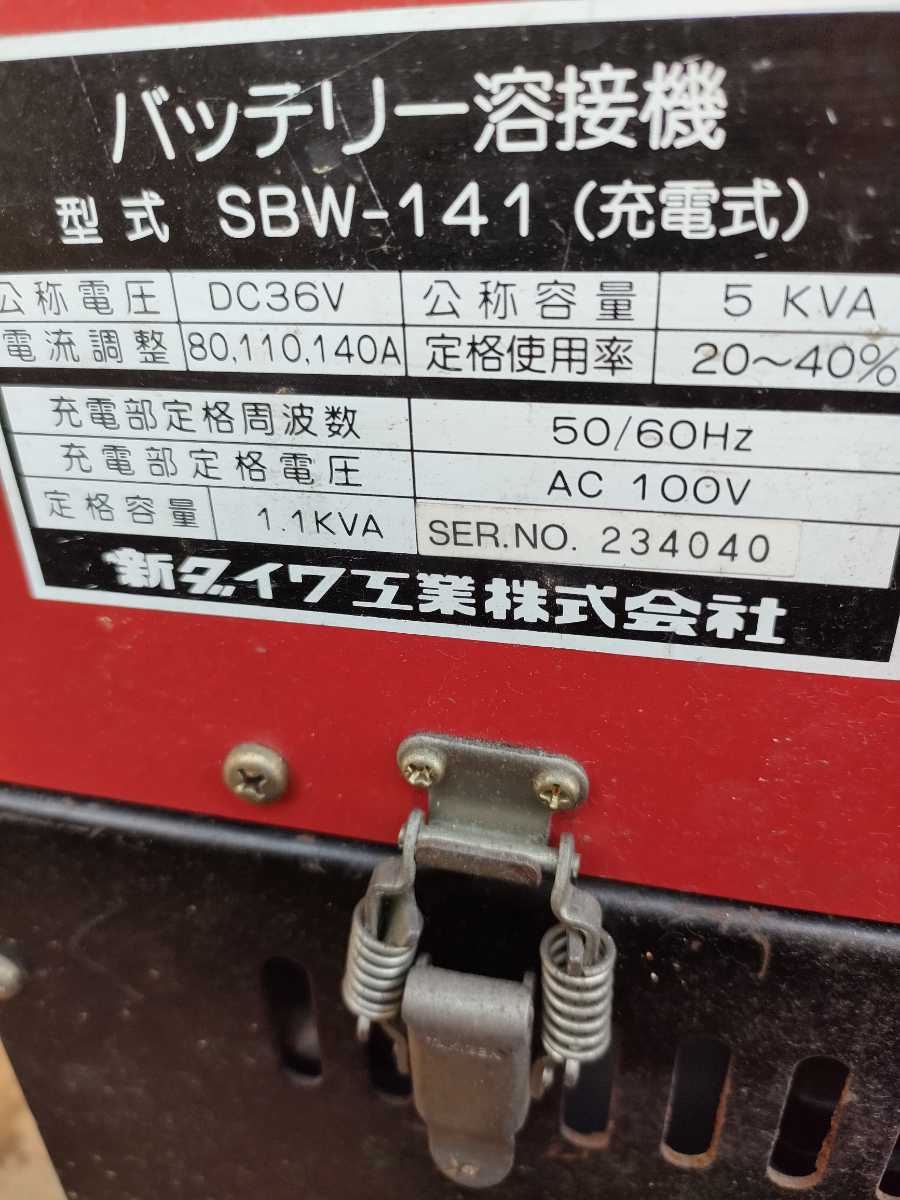 バッテリー溶接機
型式 SBW-141（充電式）
公称電圧 DC36V 公称容量 5 KVA
電流調整 80,110,140A 定格使用率 20～40%
充電部定格周波数 50/60Hz
充電部定格電圧 AC 100V
定格容量 1.1KVA SER.NO. 234040
新ダイワ工業株式会社